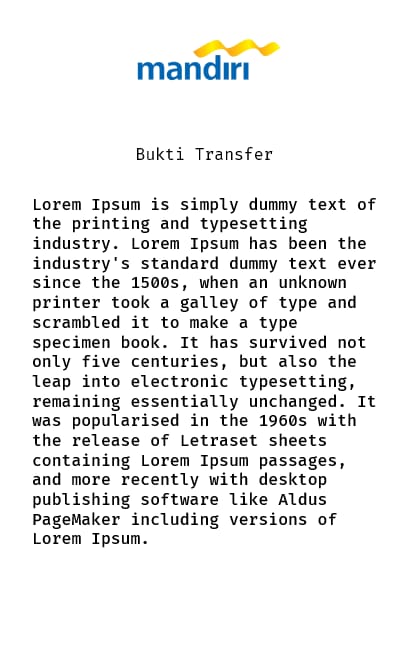 mandırı
Bukti Transfer
Lorem Ipsum is simply dummy text of
the printing and typesetting
industry. Lorem Ipsum has been the
industry's standard dummy text ever
since the 1500s, when an unknown
printer took a galley of type and
scrambled it to make a type
specimen book. It has survived not
only five centuries, but also the
leap into electronic typesetting,
remaining essentially unchanged. It
was popularised in the 1960s with
the release of Letraset sheets
containing Lorem Ipsum passages,
and more recently with desktop
publishing software like Aldus
PageMaker including versions of
Lorem Ipsum.